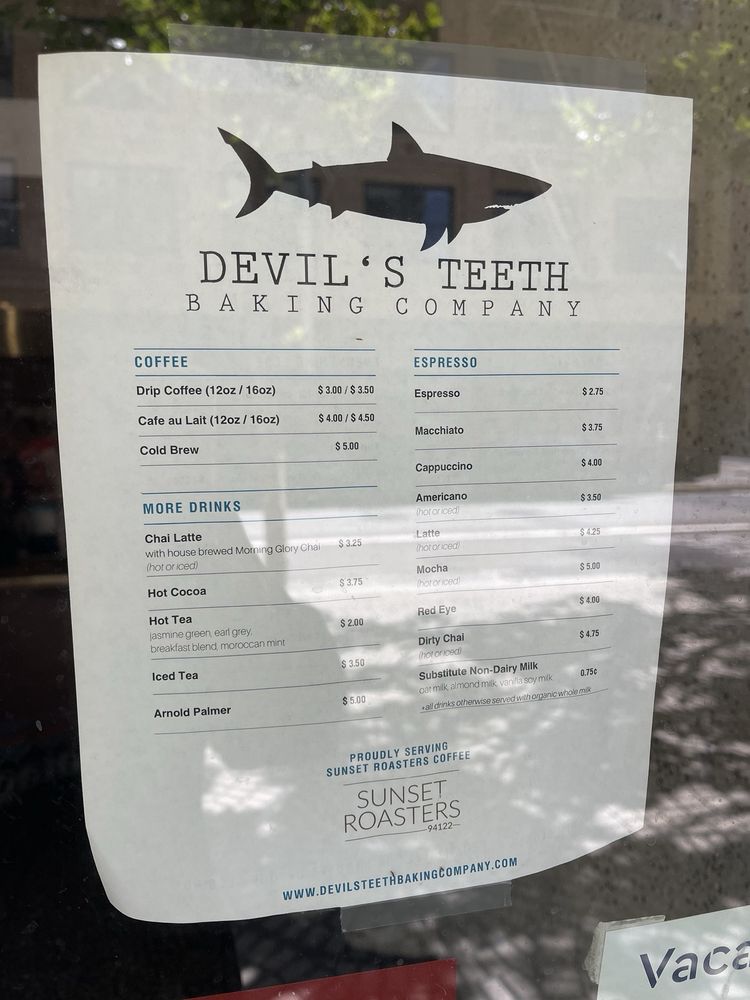 DEVIL'S TEETH
BAKING COMPANY
COFFEE
Drip Coffee (12oz / 16oz) $ 3.00 / $ 3.50
Cafe au Lait (12oz / 16oz) $ 4.00 / $ 4.50
Cold Brew $ 5.00
MORE DRINKS
Chai Latte
with house brewed Morning Glory Chai $ 3.25
(hot or iced)
Hot Cocoa $ 3.75
Hot Tea $ 2.00
jasmine green, earl grey,
breakfast blend, moroccan mint
Iced Tea $ 3.50
Arnold Palmer $ 5.00
ESPRESSO
Espresso $ 2.75
Macchiato $ 3.75
Cappuccino $ 4.00
Americano $ 3.50
(hot or iced)
Latte $ 4.25
(hot or iced)
Mocha $ 5.00
(hot or iced)
Red Eye $ 4.00
Dirty Chai $ 4.75
(hot or iced)
Substitute Non-Dairy Milk 0.75¢
oat milk, almond milk, vanilla soy milk
*all drinks otherwise served with organic whole milk
PROUDLY SERVING
SUNSET ROASTERS COFFEE
SUNSET
ROASTERS
94122
WWW.DEVILSTEETHBAKINGCOMPANY.COM
Vaca